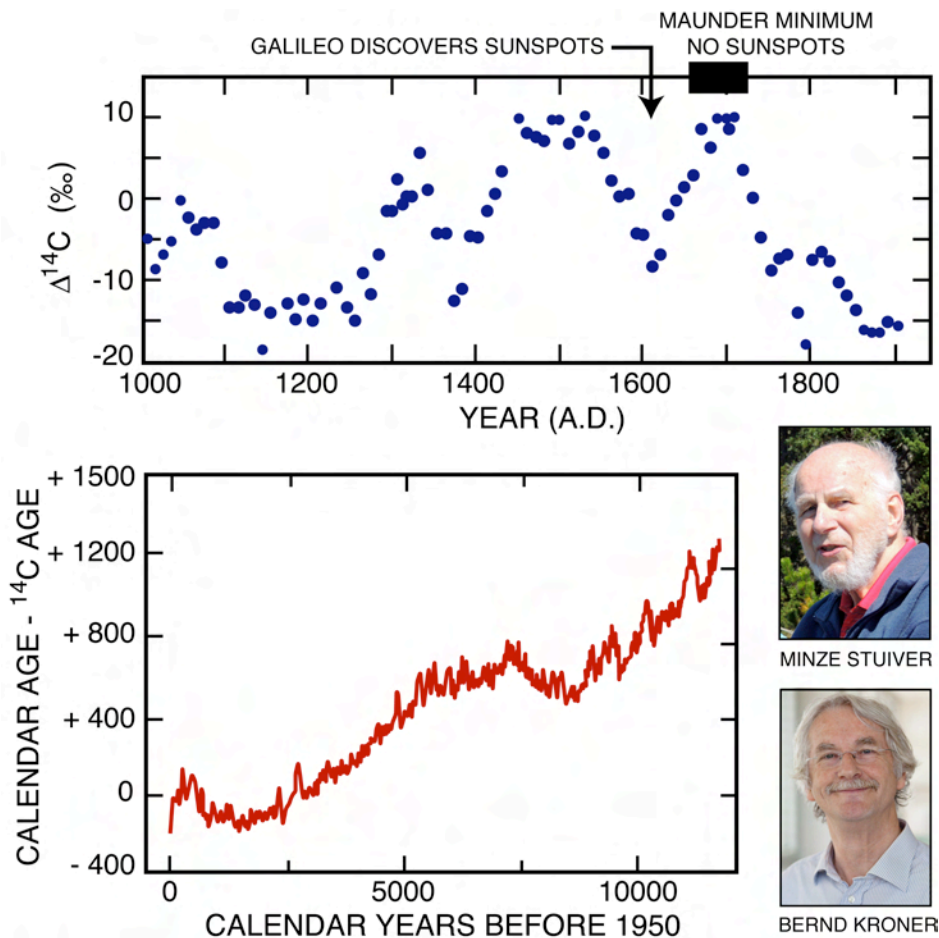 MAUNDER MINIMUM
GALILEO DISCOVERS SUNSPOTS
NO SUNSPOTS
10
0
-10
-20
Δ¹⁴C (‰)
1000
1200
1400
1600
1800
YEAR (A.D.)
+ 1500
+ 1200
+ 800
+ 400
0
- 400
CALENDAR AGE - ¹⁴C AGE
0
5000
10000
CALENDAR YEARS BEFORE 1950
MINZE STUIVER
BERND KRONER